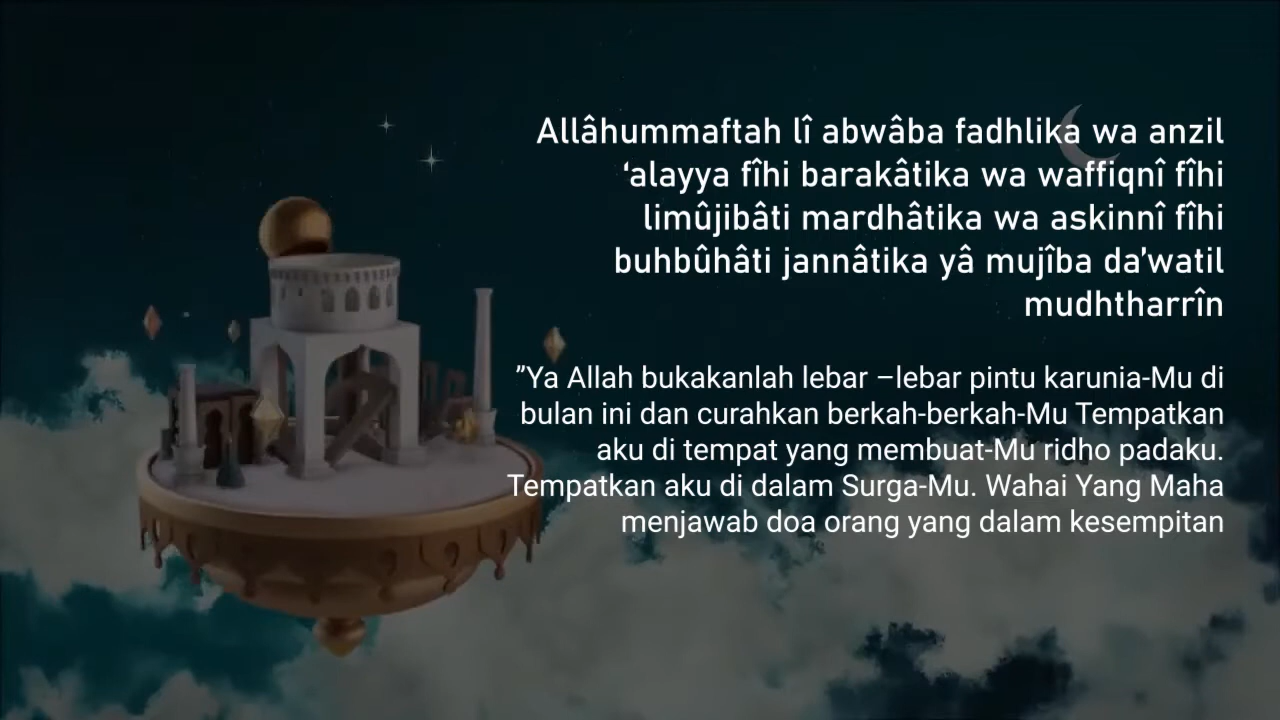 Allâhummaftah lî abwâba fadhlika wa anzil
‘alayya fîhi barakâtika wa waffiqnî fîhi
limûjibâti mardhâtika wa askinnî fîhi
buhbûhâti jannâtika yâ mujîba da'watil
mudhtharrîn
”Ya Allah bukakanlah lebar –lebar pintu karunia-Mu di
bulan ini dan curahkan berkah-berkah-Mu Tempatkan
aku di tempat yang membuat-Mu ridho padaku.
Tempatkan aku di dalam Surga-Mu. Wahai Yang Maha
menjawab doa orang yang dalam kesempitan